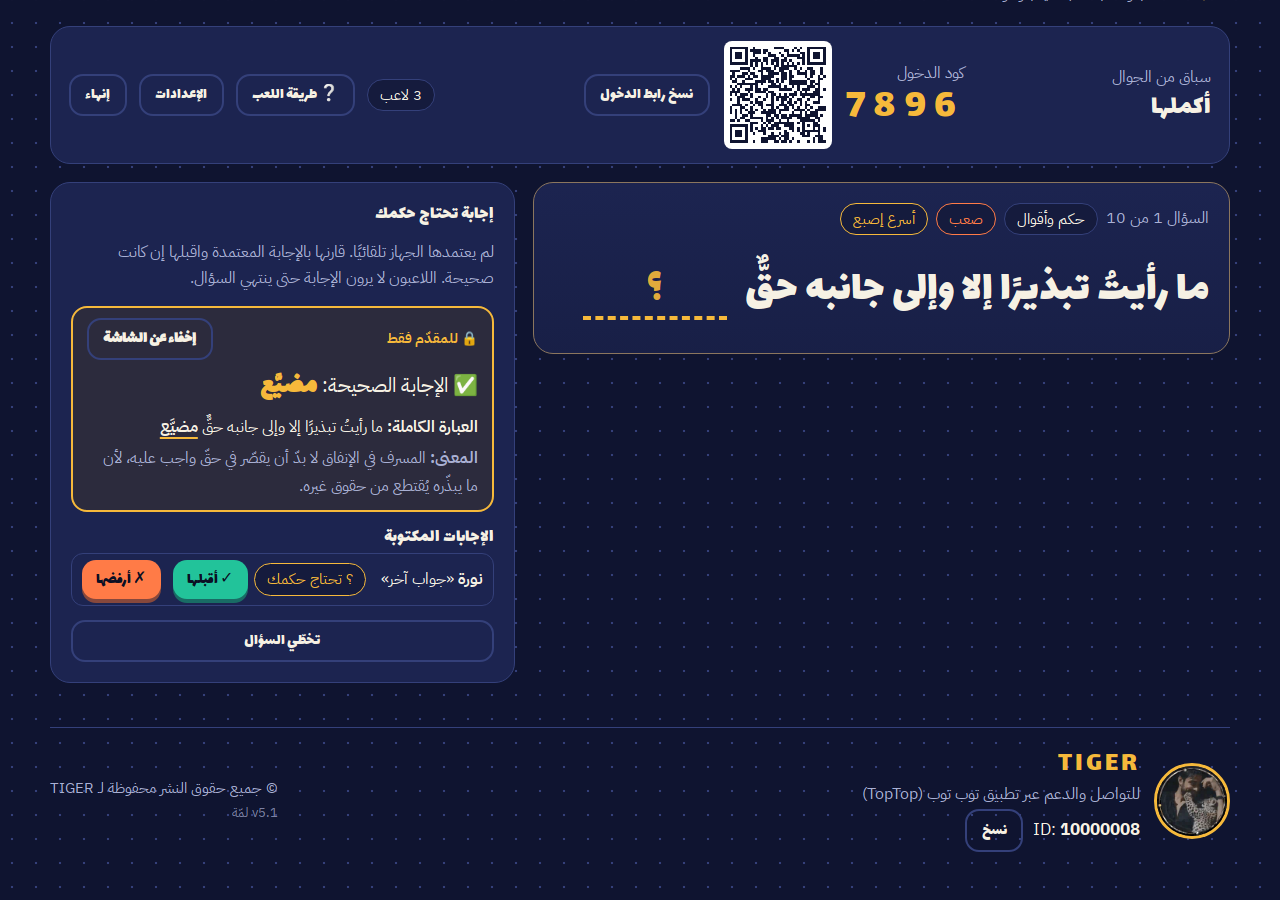 سباق من الجوال
أكملها
كود الدخول
7896
نسخ رابط الدخول
3 لاعب
❔ طريقة اللعب
الإعدادات
إنهاء
السؤال 1 من 10
حكم وأقوال
صعب
أسرع إصبع
ما رأيتُ تبذيرًا إلا وإلى جانبه حقٌّ ؟
إجابة تحتاج حكمك
لم يعتمدها الجهاز تلقائيًا. قارنها بالإجابة المعتمدة واقبلها إن كانت
صحيحة. اللاعبون لا يرون الإجابة حتى ينتهي السؤال.
🔒 للمقدّم فقط
إخفاء عن الشاشة
✅ الإجابة الصحيحة: مضيَّع
العبارة الكاملة: ما رأيتُ تبذيرًا إلا وإلى جانبه حقٌّ مضيَّع
المعنى: المسرف في الإنفاق لا بدّ أن يقصّر في حقّ واجب عليه، لأن
ما يبذّره يُقتطع من حقوق غيره.
الإجابات المكتوبة
نورة «جواب آخر»
؟ تحتاج حكمك
✓ أقبلها
✗ أرفضها
تخطّي السؤال
TIGER
للتواصل والدعم عبر تطبيق توب توب (TopTop)
ID: 10000008
نسخ
© جميع حقوق النشر محفوظة لـ TIGER
لمّة v5.1